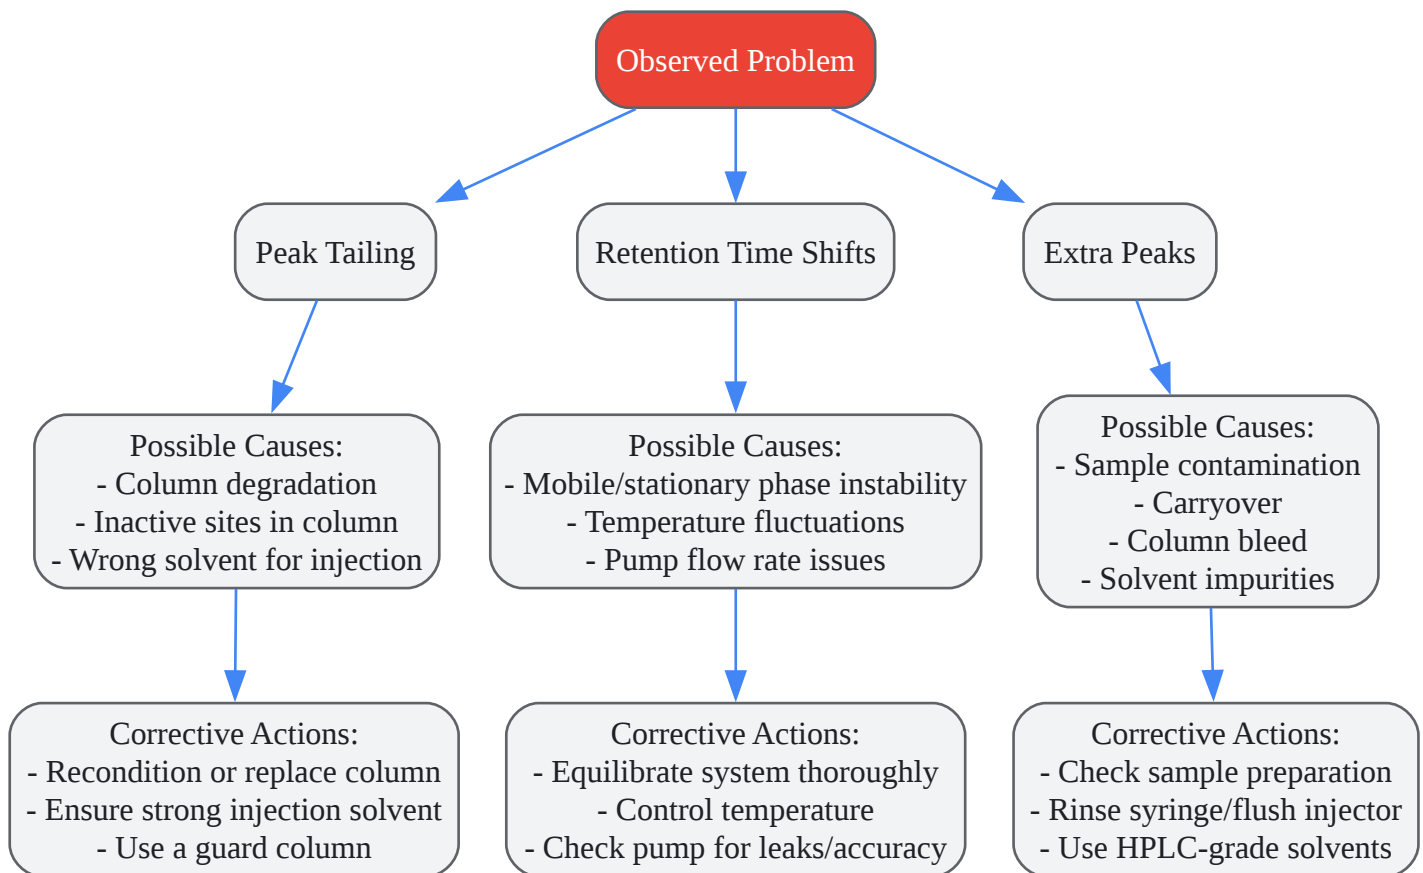 Observed Problem
Peak Tailing
Retention Time Shifts
Extra Peaks
Possible Causes:
- Column degradation
- Inactive sites in column
- Wrong solvent for injection
Possible Causes:
- Mobile/stationary phase instability
- Temperature fluctuations
- Pump flow rate issues
Possible Causes:
- Sample contamination
- Carryover
- Column bleed
- Solvent impurities
Corrective Actions:
- Recondition or replace column
- Ensure strong injection solvent
- Use a guard column
Corrective Actions:
- Equilibrate system thoroughly
- Control temperature
- Check pump for leaks/accuracy
Corrective Actions:
- Check sample preparation
- Rinse syringe/flush injector
- Use HPLC-grade solvents